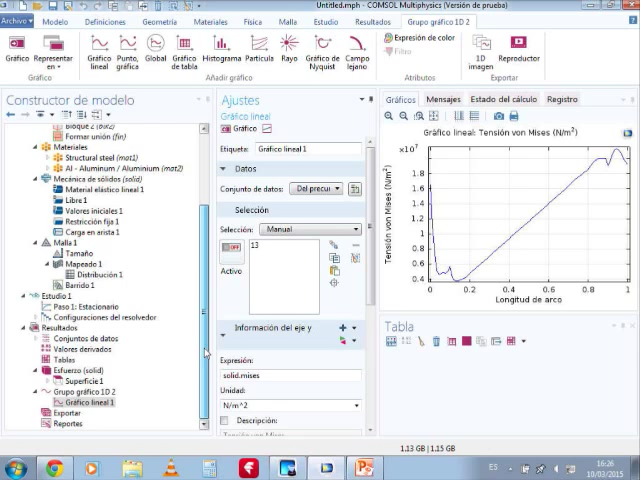 Untitled.mph - COMSOL Multiphysics (Versión de prueba)
Archivo
Modelo
Definiciones
Geometría
Materiales
Física
Malla
Estudio
Resultados
Grupo gráfico 1D 2
Gráfico
Representar en
Gráfico lineal
Punto, gráfica
Global
Gráfico de tabla
Histograma
Partícula
Rayo
Gráfico de Nyquist
Campo lejano
Expresión de color
Filtro
1D imagen
Reproductor
Gráfico
Añadir gráfico
Atributos
Exportar
Constructor de modelo
Formar unión (fin)
Materiales
Structural steel (mat1)
Al - Aluminum / Aluminium (mat2)
Mecánica de sólidos (solid)
Material elástico lineal 1
Libre 1
Valores iniciales 1
Restricción fija 1
Carga en arista 1
Malla 1
Tamaño
Mapeado 1
Distribución 1
Barrido 1
Estudio 1
Paso 1: Estacionario
Configuraciones del resolvedor
Resultados
Conjuntos de datos
Valores derivados
Tablas
Esfuerzo (solid)
Superficie 1
Grupo gráfico 1D 2
Gráfico lineal 1
Exportar
Reportes
Ajustes
Gráfico lineal
Gráfico
Etiqueta: Gráfico lineal 1
Datos
Conjunto de datos: Del precur
Selección
Selección: Manual
OFF
Activo
13
Información del eje y
Expresión:
solid.mises
Unidad:
N/m^2
Descripción:
Tensión von Mises
Gráficos
Mensajes
Estado del cálculo
Registro
Gráfico lineal: Tensión von Mises (N/m²)
x10⁷
Tensión von Mises (N/m²)
1.8
1.6
1.4
1.2
1
0.8
0.6
0.4
0
0.2
0.4
0.6
0.8
1
Longitud de arco
Tabla
1.13 GB | 1.15 GB
ES
16:26
10/03/2015